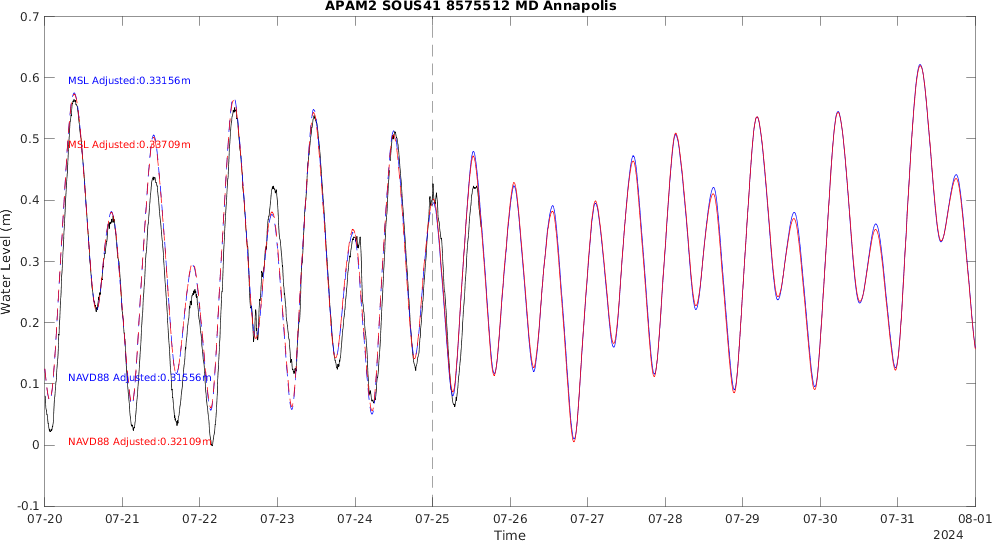 APAM2 SOUS41 8575512 MD Annapolis
0.7
0.6
0.5
0.4
0.3
0.2
0.1
0
-0.1
Water Level (m)
MSL Adjusted:0.33156m
MSL Adjusted:0.33709m
NAVD88 Adjusted:0.31556m
NAVD88 Adjusted:0.32109m
07-20 07-21 07-22 07-23 07-24 07-25 07-26 07-27 07-28 07-29 07-30 07-31 08-01
Time
2024